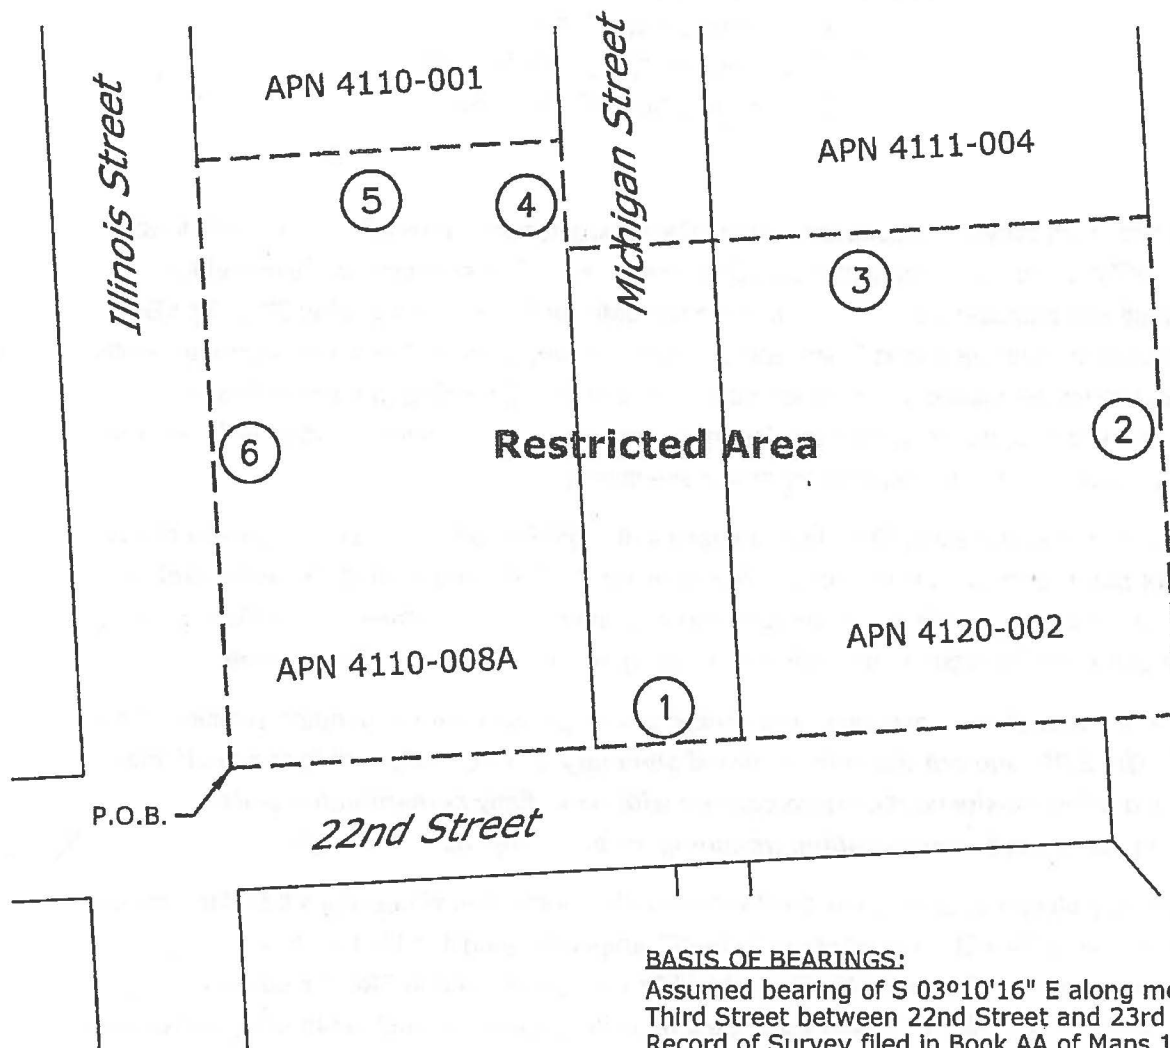 APN 4110-001
Illinois Street
Michigan Street
APN 4111-004
5
4
3
6
Restricted Area
2
APN 4110-008A
1
APN 4120-002
P.O.B.
22nd Street
BASIS OF BEARINGS:
Assumed bearing of S 03º10'16" E along
Third Street between 22nd Street and 23rd
Record of Survey filed in Book AA of Maps